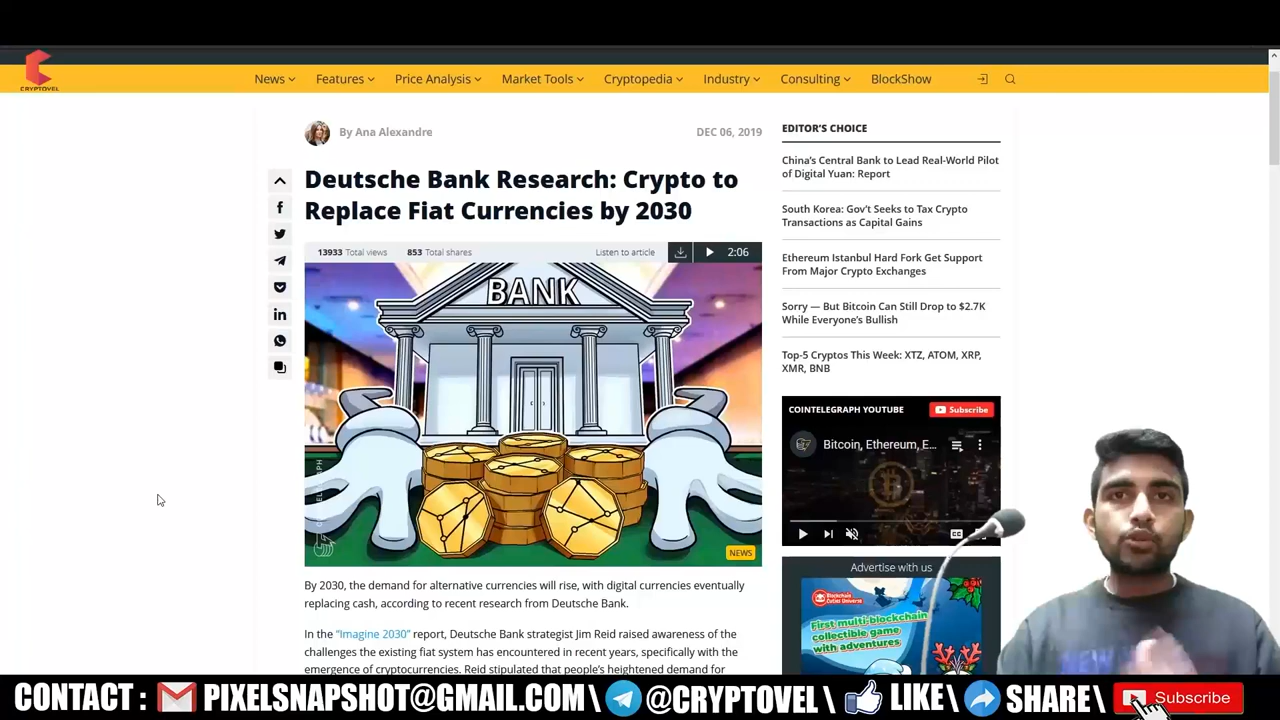 CRYPTOVEL
News
Features
Price Analysis
Market Tools
Cryptopedia
Industry
Consulting
BlockShow
By Ana Alexandre
DEC 06, 2019
Deutsche Bank Research: Crypto to
Replace Fiat Currencies by 2030
13933 Total views
853 Total shares
Listen to article
2:06
BANK
NEWS
By 2030, the demand for alternative currencies will rise, with digital currencies eventually
replacing cash, according to recent research from Deutsche Bank.
In the “Imagine 2030” report, Deutsche Bank strategist Jim Reid raised awareness of the
challenges the existing fiat system has encountered in recent years, specifically with the
emergence of cryptocurrencies. Reid stipulated that people’s heightened demand for
EDITOR’S CHOICE
China’s Central Bank to Lead Real-World Pilot
of Digital Yuan: Report
South Korea: Gov’t Seeks to Tax Crypto
Transactions as Capital Gains
Ethereum Istanbul Hard Fork Get Support
From Major Crypto Exchanges
Sorry — But Bitcoin Can Still Drop to $2.7K
While Everyone’s Bullish
Top-5 Cryptos This Week: XTZ, ATOM, XRP,
XMR, BNB
COINTELEGRAPH YOUTUBE
Subscribe
Bitcoin, Ethereum, E...
Advertise with us
Blockchain
Cuties Universe
First multi-blockchain
collectible game
with adventures
CONTACT : PIXELSNAPSHOT@GMAIL.COM \ @CRYPTOVEL \ LIKE \ SHARE \ Subscribe